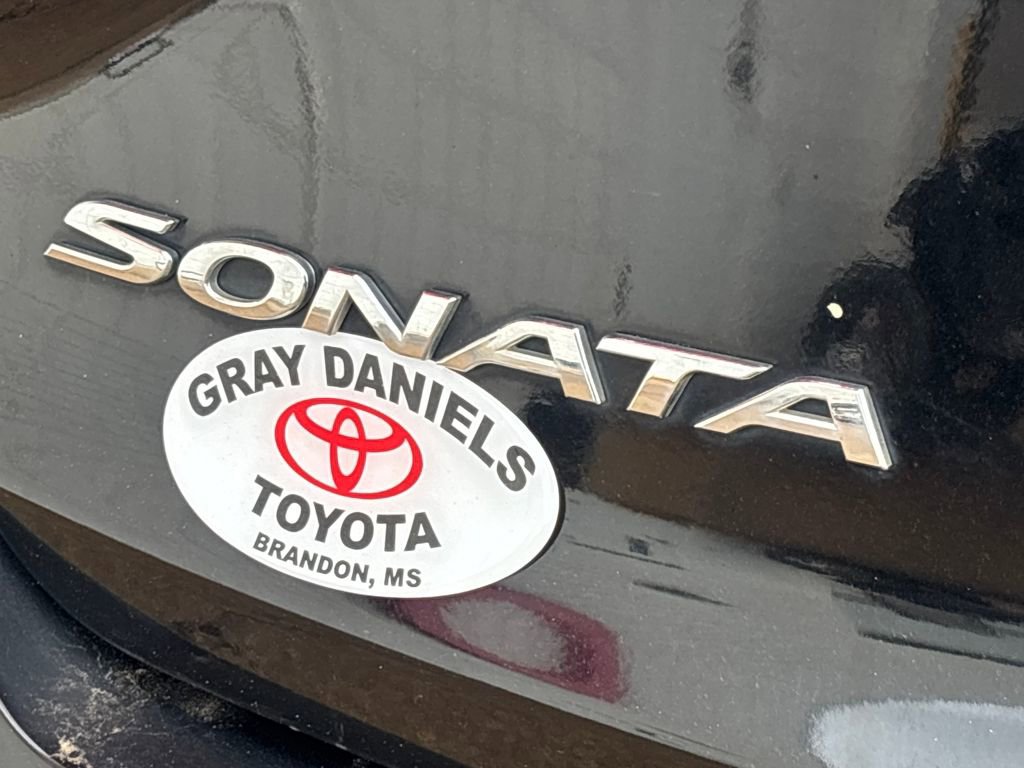 SONATA
GRAY DANIELS
TOYOTA
BRANDON, MS